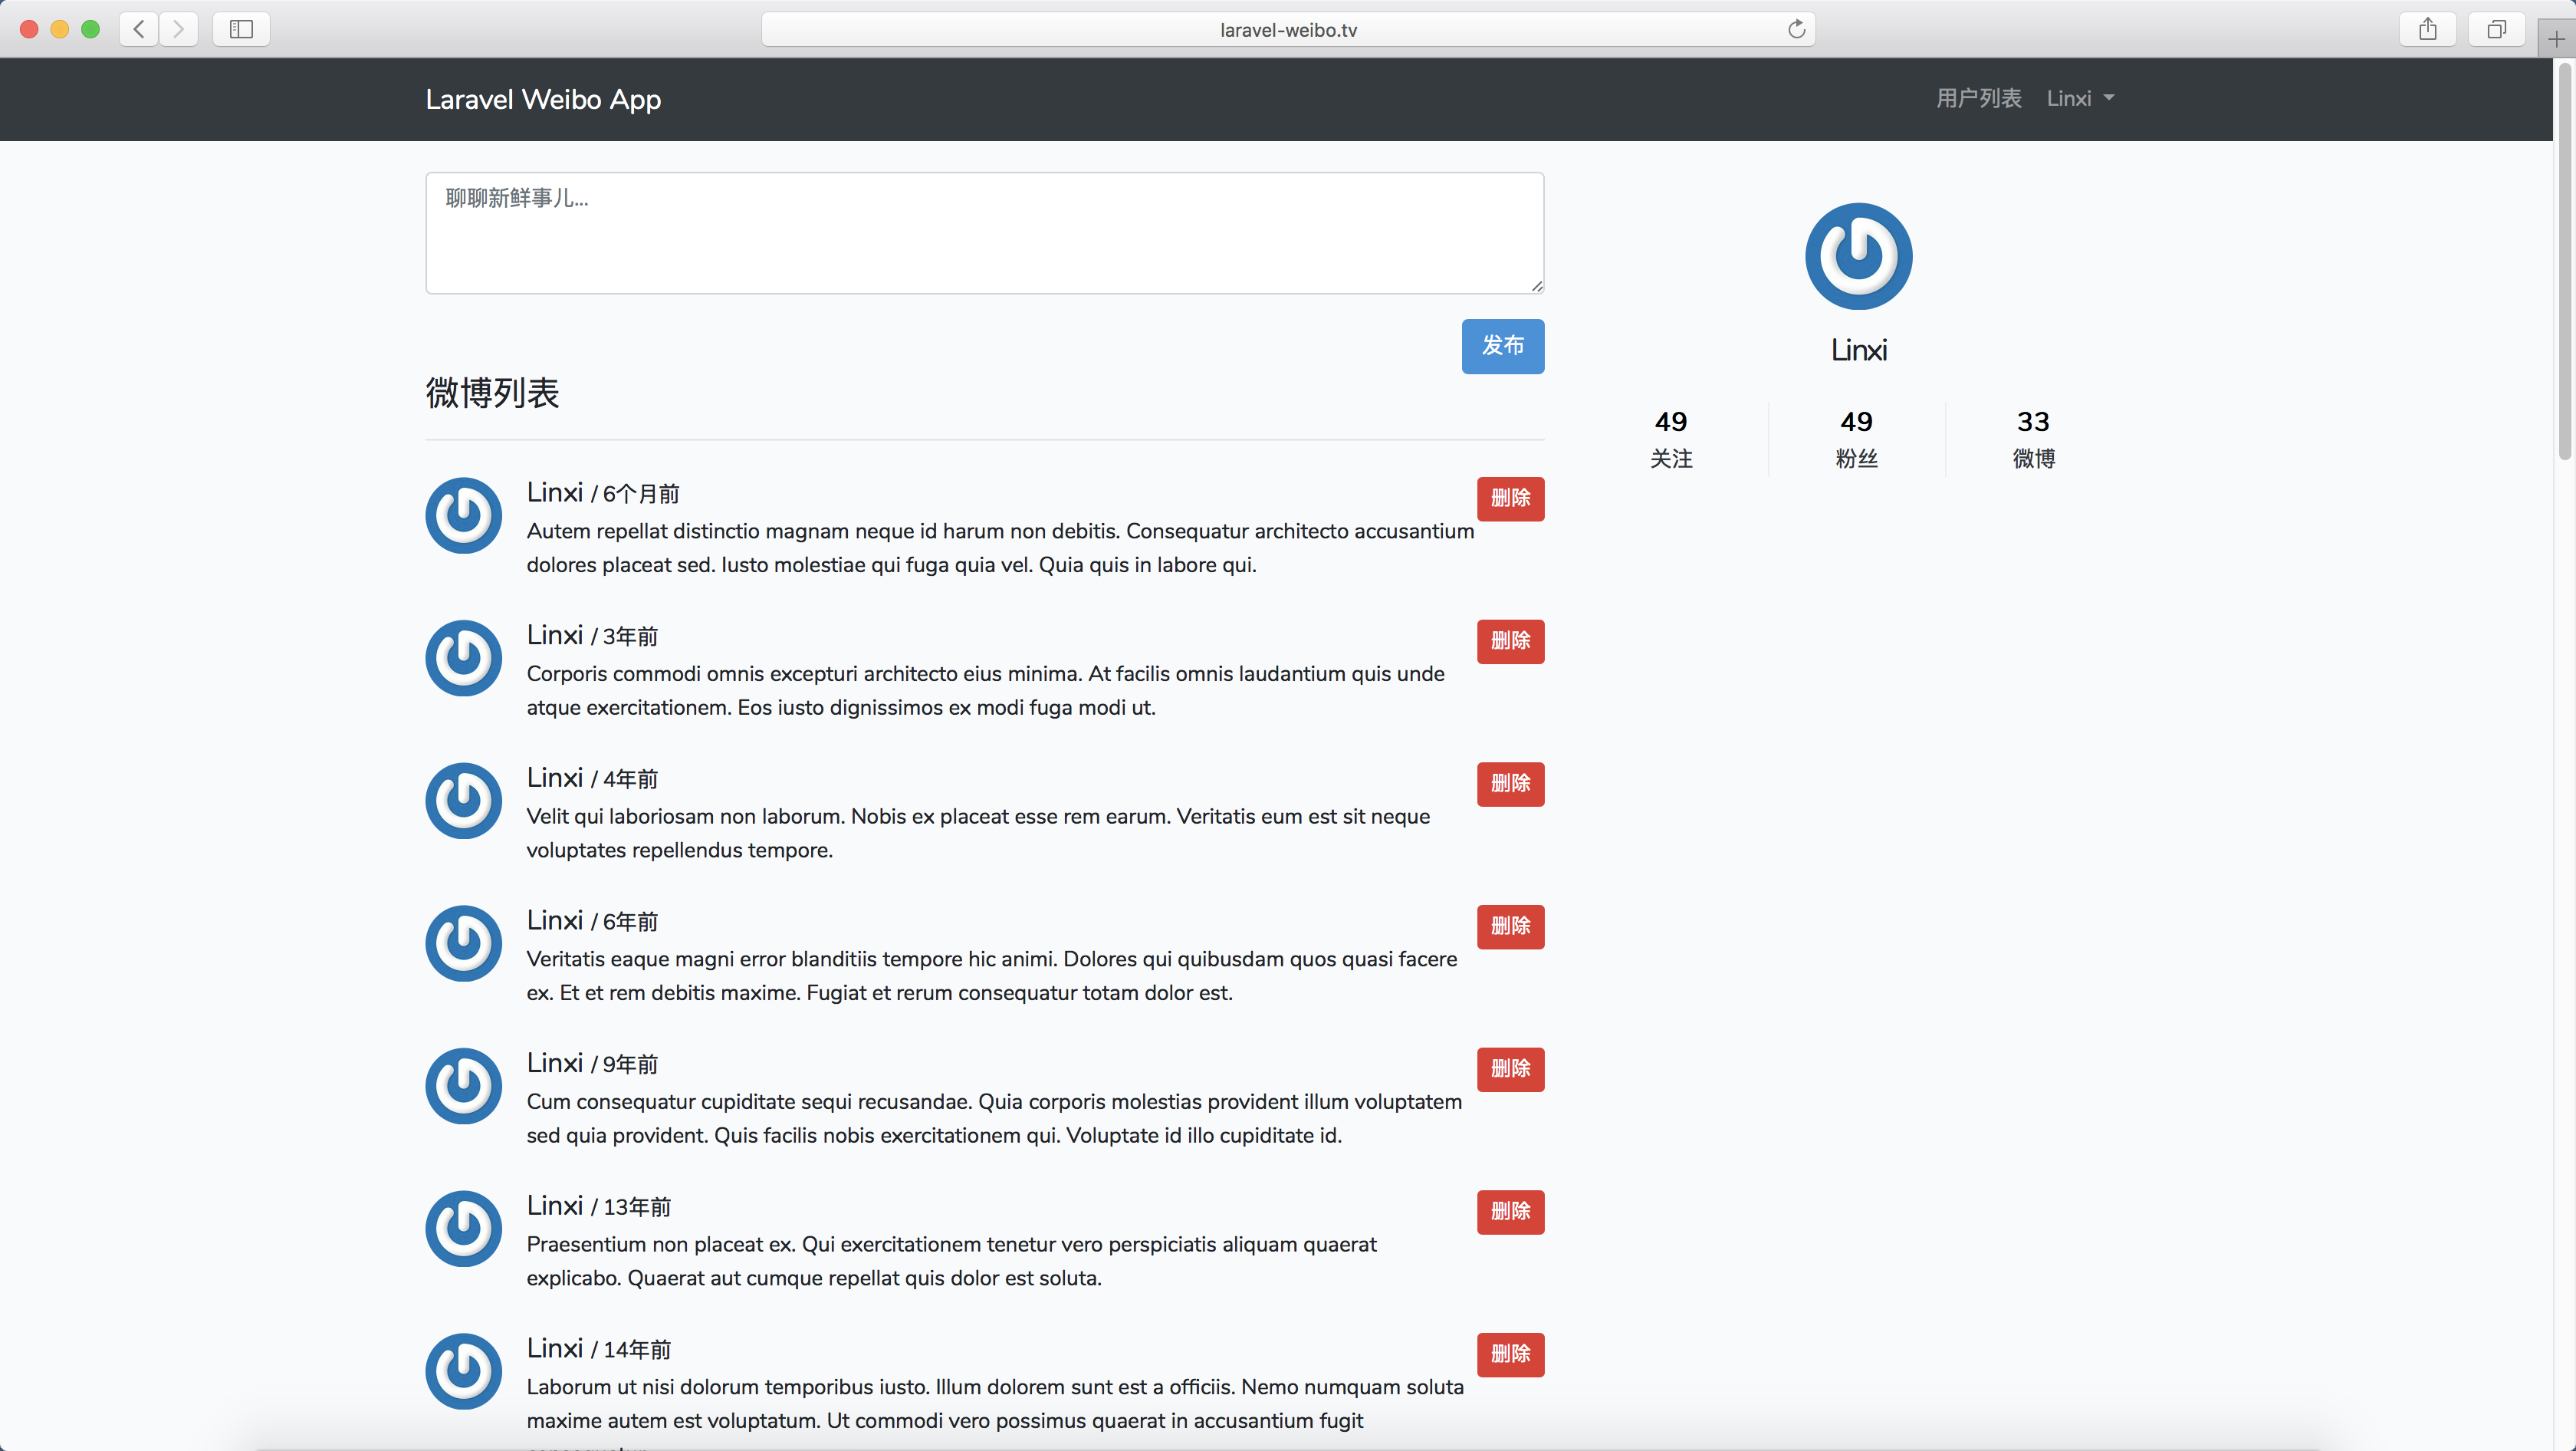 laravel-weibo.tv
Laravel Weibo App
用户列表 Linxi
聊聊新鲜事儿...
发布
微博列表
Linxi / 6个月前
删除
Autem repellat distinctio magnam neque id harum non debitis. Consequatur architecto accusantium
dolores placeat sed. Iusto molestiae qui fuga quia vel. Quia quis in labore qui.
Linxi / 3年前
删除
Corporis commodi omnis excepturi architecto eius minima. At facilis omnis laudantium quis unde
atque exercitationem. Eos iusto dignissimos ex modi fuga modi ut.
Linxi / 4年前
删除
Velit qui laboriosam non laborum. Nobis ex placeat esse rem earum. Veritatis eum est sit neque
voluptates repellendus tempore.
Linxi / 6年前
删除
Veritatis eaque magni error blanditiis tempore hic animi. Dolores qui quibusdam quos quasi facere
ex. Et et rem debitis maxime. Fugiat et rerum consequatur totam dolor est.
Linxi / 9年前
删除
Cum consequatur cupiditate sequi recusandae. Quia corporis molestias provident illum voluptatem
sed quia provident. Quis facilis nobis exercitationem qui. Voluptate id illo cupiditate id.
Linxi / 13年前
删除
Praesentium non placeat ex. Qui exercitationem tenetur vero perspiciatis aliquam quaerat
explicabo. Quaerat aut cumque repellat quis dolor est soluta.
Linxi / 14年前
删除
Laborum ut nisi dolorum temporibus iusto. Illum dolorem sunt est a officiis. Nemo numquam soluta
maxime autem est voluptatum. Ut commodi vero possimus quaerat in accusantium fugit
Linxi
49 49 33
关注 粉丝 微博